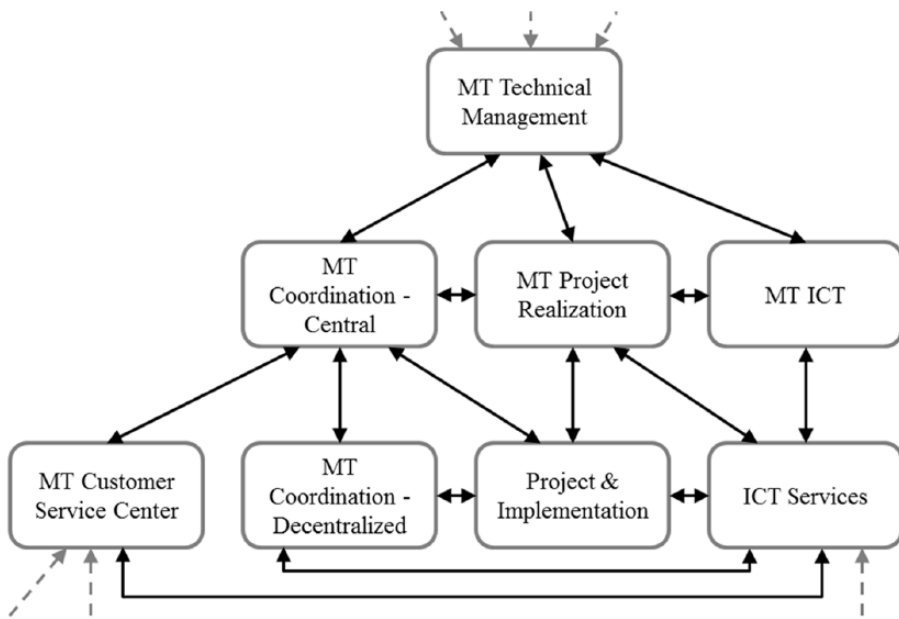 MT Technical
Management
MT
Coordination -
Central
MT Project
Realization
MT ICT
MT Customer
Service Center
MT
Coordination -
Decentralized
Project &
Implementation
ICT Services